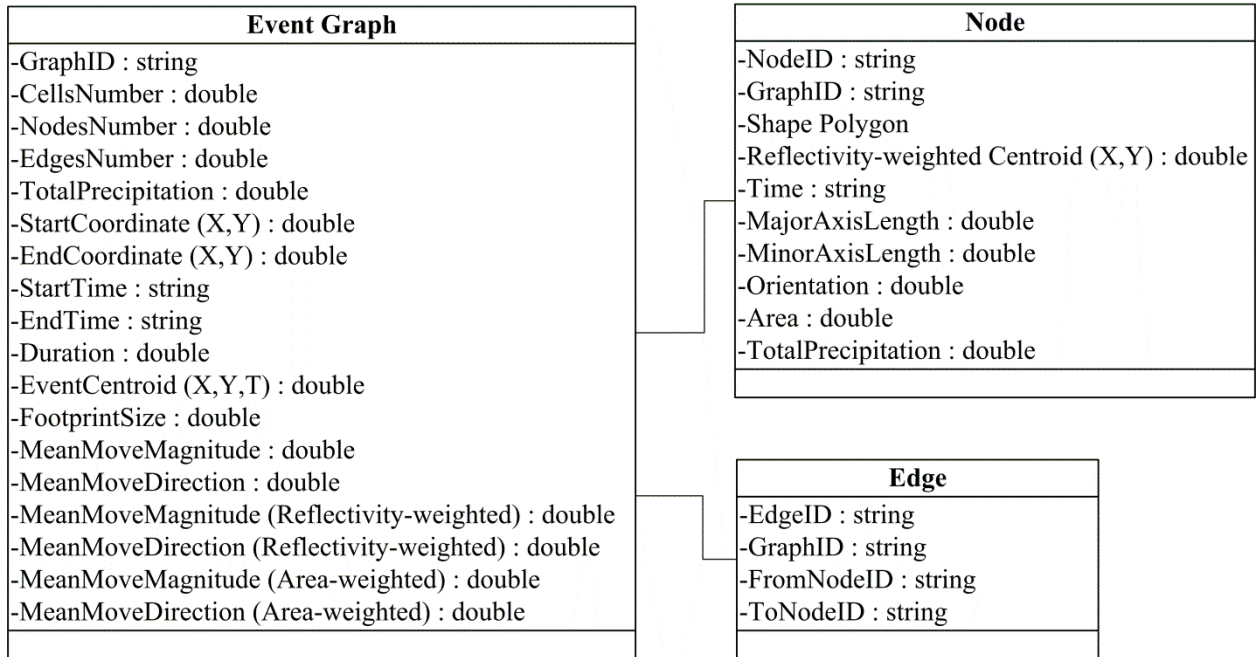 Event Graph
-GraphID : string
-CellsNumber : double
-NodesNumber : double
-EdgesNumber : double
-TotalPrecipitation : double
-StartCoordinate (X,Y) : double
-EndCoordinate (X,Y) : double
-StartTime : string
-EndTime : string
-Duration : double
-EventCentroid (X,Y,T) : double
-FootprintSize : double
-MeanMoveMagnitude : double
-MeanMoveDirection : double
-MeanMoveMagnitude (Reflectivity-weighted) : double
-MeanMoveDirection (Reflectivity-weighted) : double
-MeanMoveMagnitude (Area-weighted) : double
-MeanMoveDirection (Area-weighted) : double
Node
-NodeID : string
-GraphID : string
-Shape Polygon
-Reflectivity-weighted Centroid (X,Y) : double
-Time : string
-MajorAxisLength : double
-MinorAxisLength : double
-Orientation : double
-Area : double
-TotalPrecipitation : double
Edge
-EdgeID : string
-GraphID : string
-FromNodeID : string
-ToNodeID : string